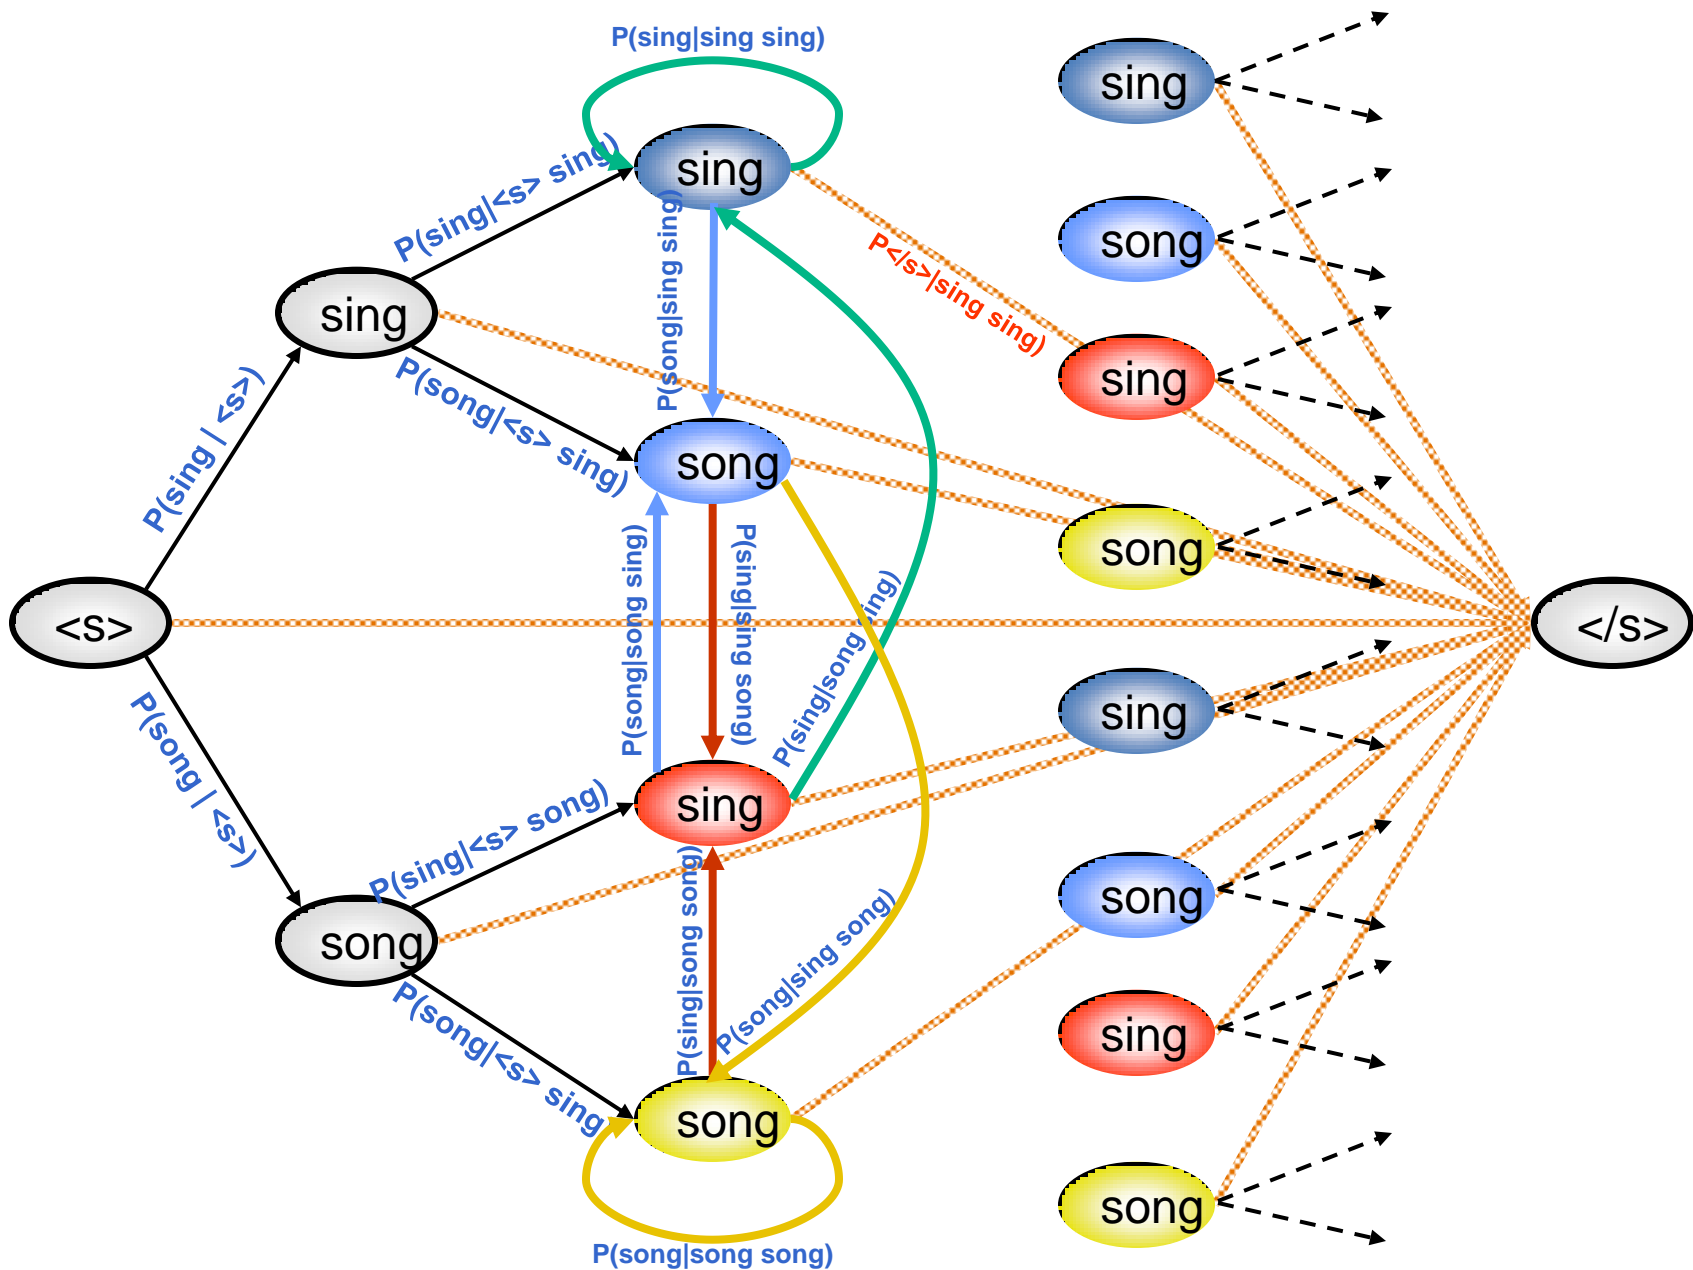 P(sing|sing sing)
sing
sing
P(sing|<s> sing)
song
P(song|sing sing)
P</s>|sing sing)
sing
sing
P(sing | <s>)
P(song|<s> sing)
song
song
P(song|song sing)
P(sing|sing song)
P(sing|song sing)
<s>
</s>
sing
P(song | <s>)
P(sing|<s> song)
sing
song
song
P(sing|song song)
P(song|sing song)
P(song|<s> sing
sing
song
song
P(song|song song)